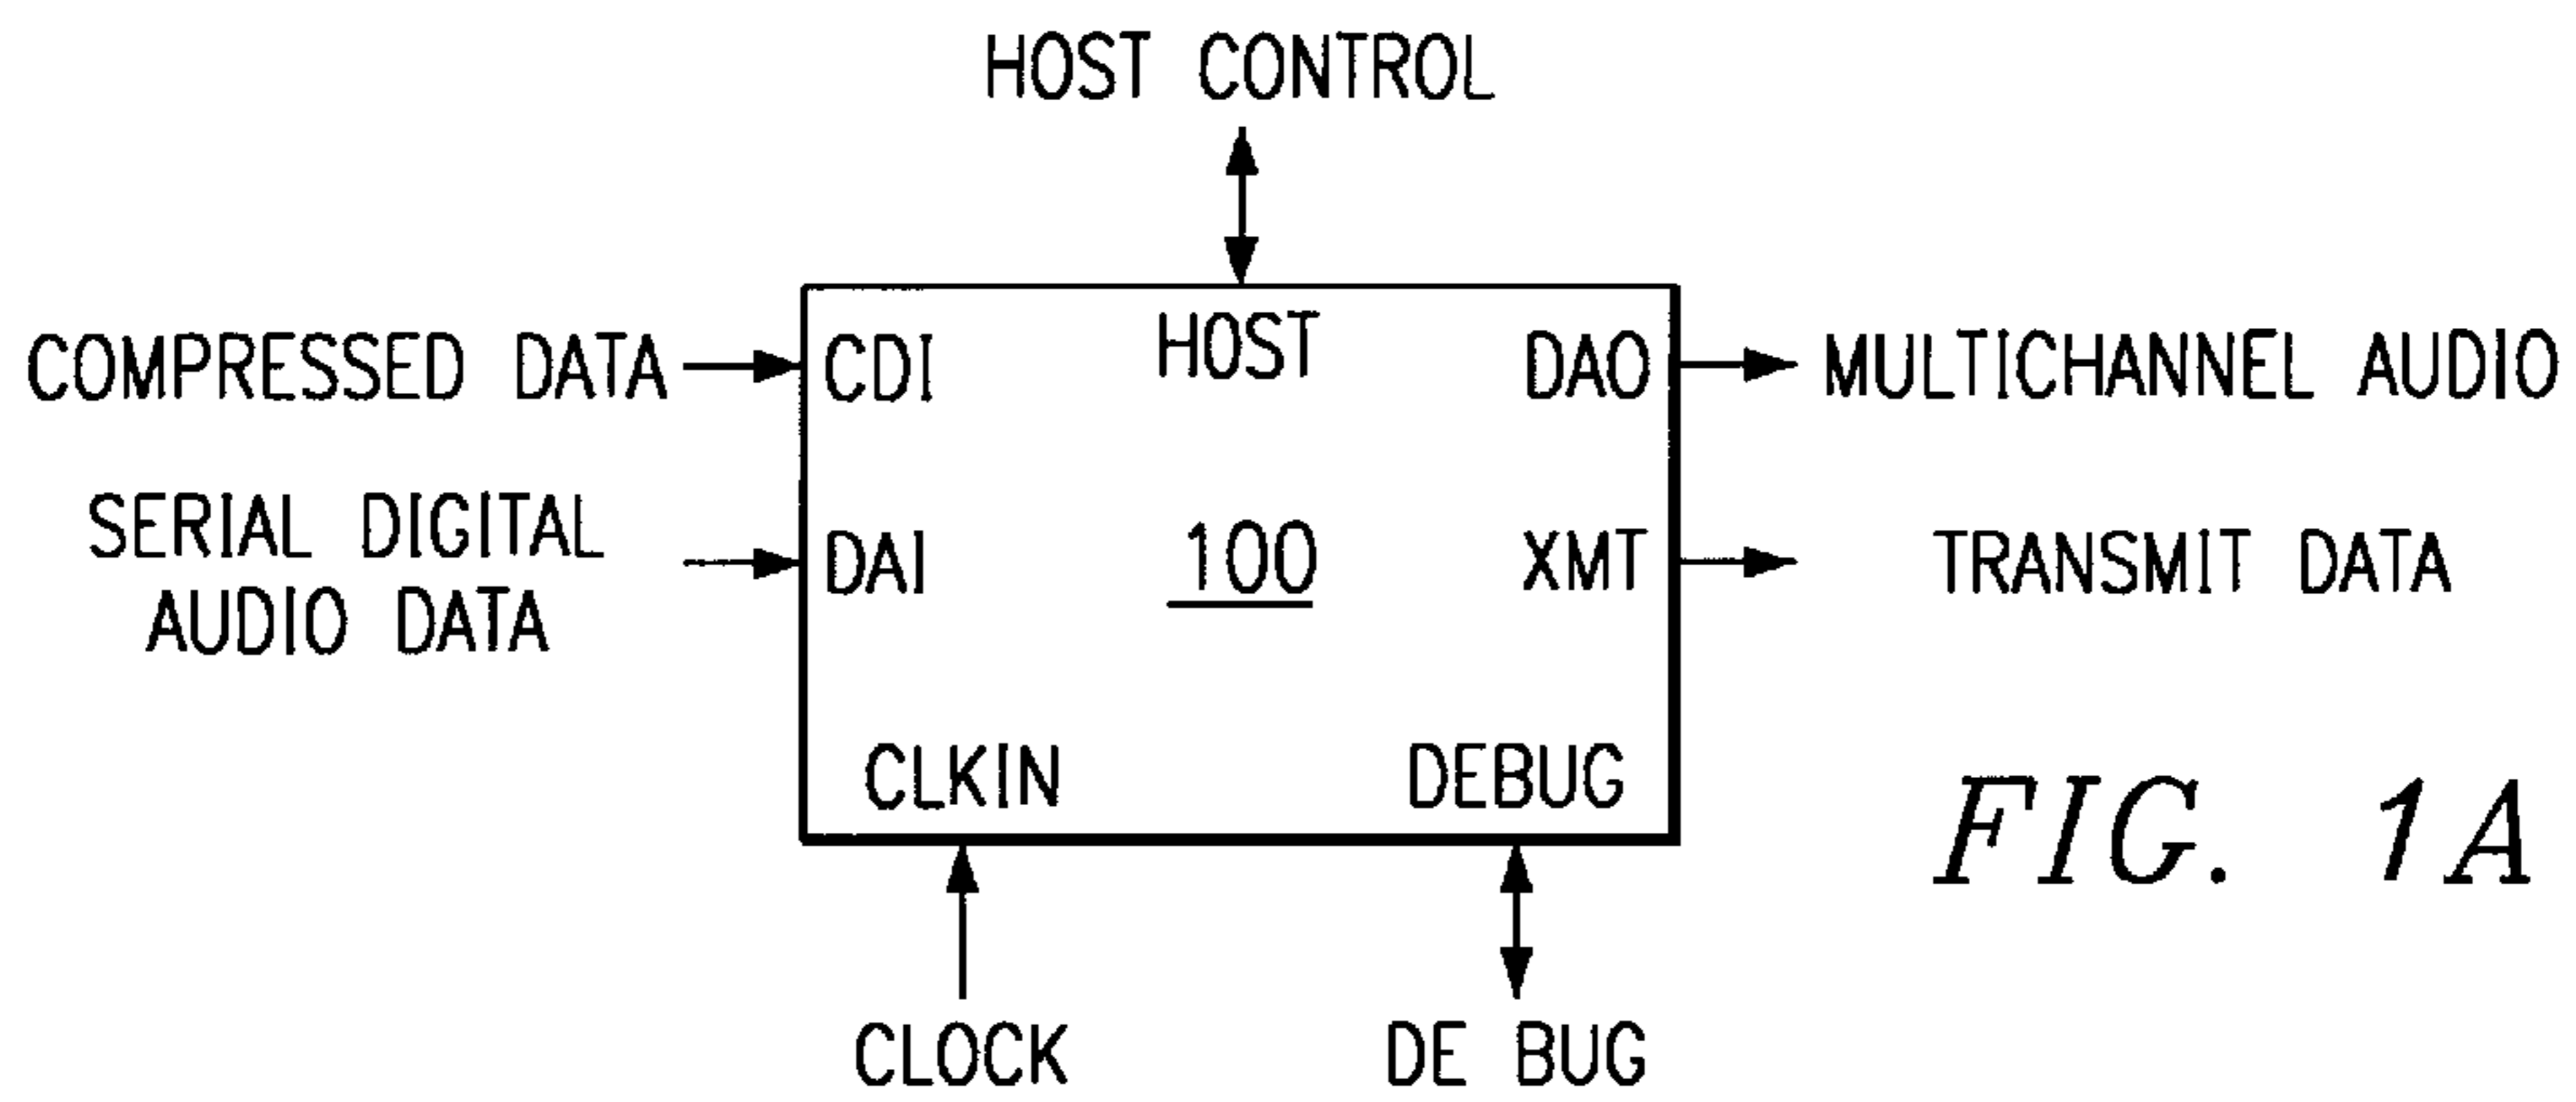 HOST CONTROL
COMPRESSED DATA
CDI
HOST
DAO
MULTICHANNEL AUDIO
SERIAL DIGITAL
AUDIO DATA
DAI
100
XMT
TRANSMIT DATA
CLKIN
DEBUG
FIG. 1A
CLOCK
DE BUG